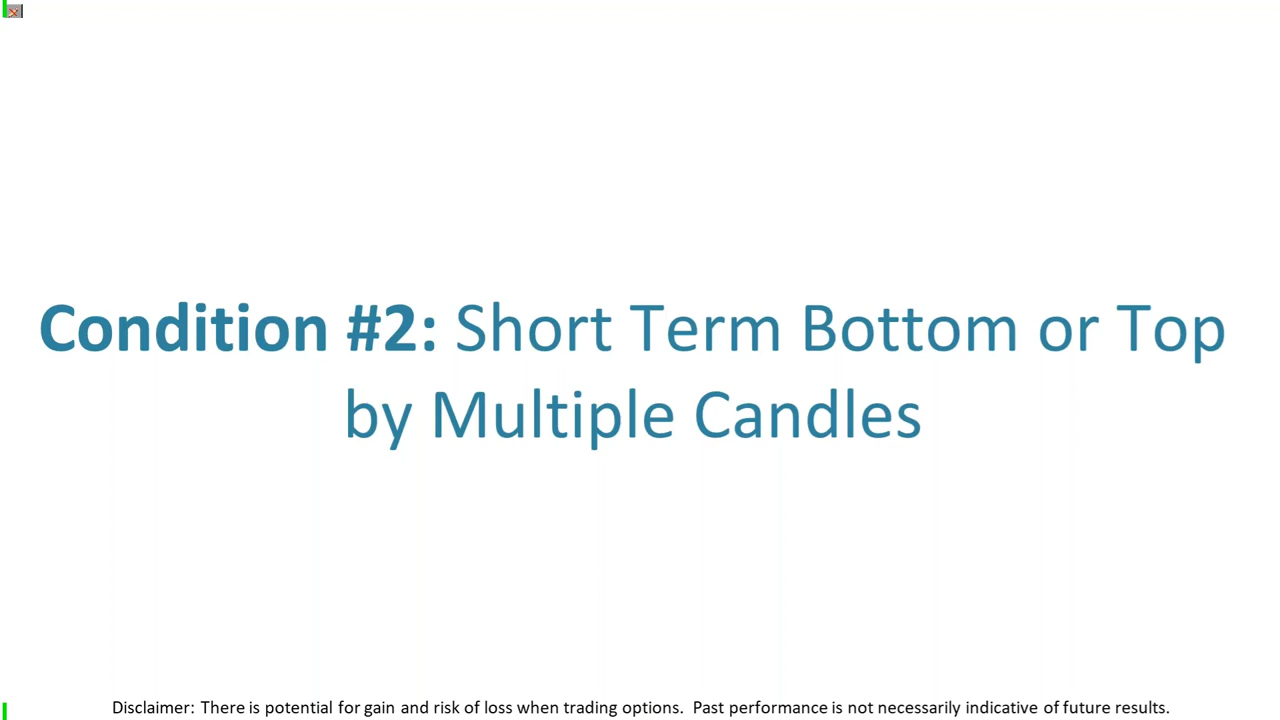 Condition #2: Short Term Bottom or Top
by Multiple Candles
Disclaimer: There is potential for gain and risk of loss when trading options.  Past performance is not necessarily indicative of future results.